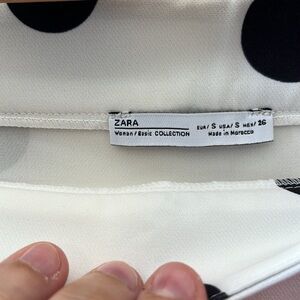 ZARA
Woman/Basic COLLECTION
EUR/ S USA/ S MEX/ 26
Made in Morocco